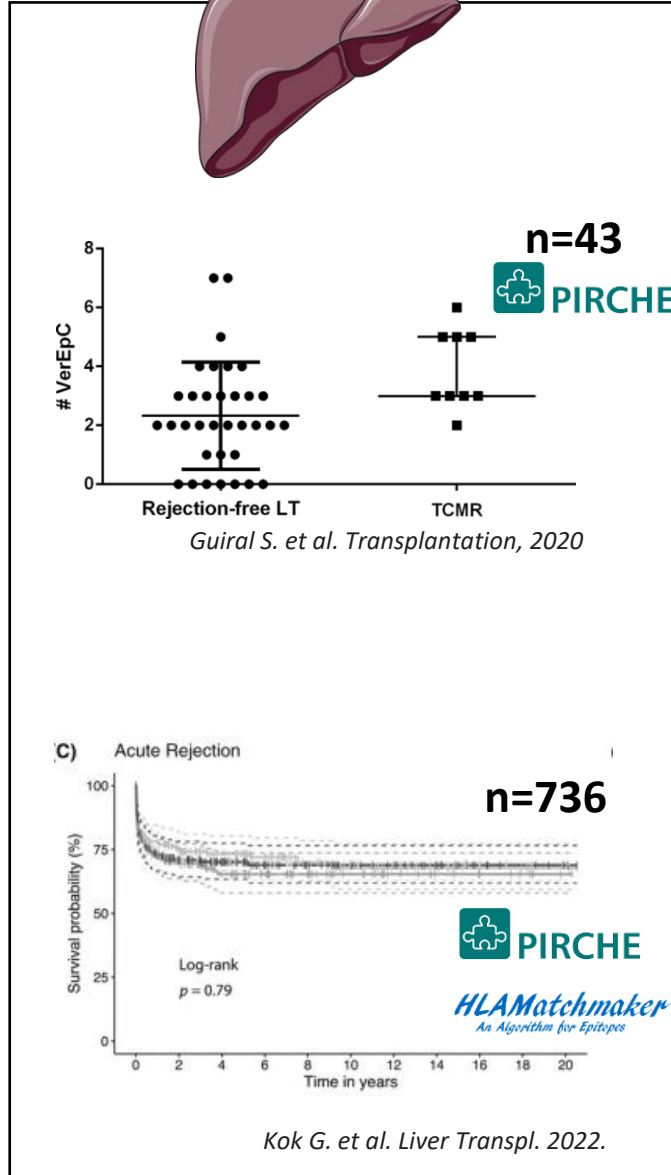 n=43
PIRCHE
# VerEpC
8
6
4
2
0
Rejection-free LT
TCMR
Guiral S. et al. Transplantation, 2020
C) Acute Rejection
n=736
Survival probability (%)
100
75
50
25
0
Log-rank
p = 0.79
PIRCHE
HLAMatchmaker
An Algorithm for Epitopes
0 2 4 6 8 10 12 14 16 18 20
Time in years
Kok G. et al. Liver Transpl. 2022.